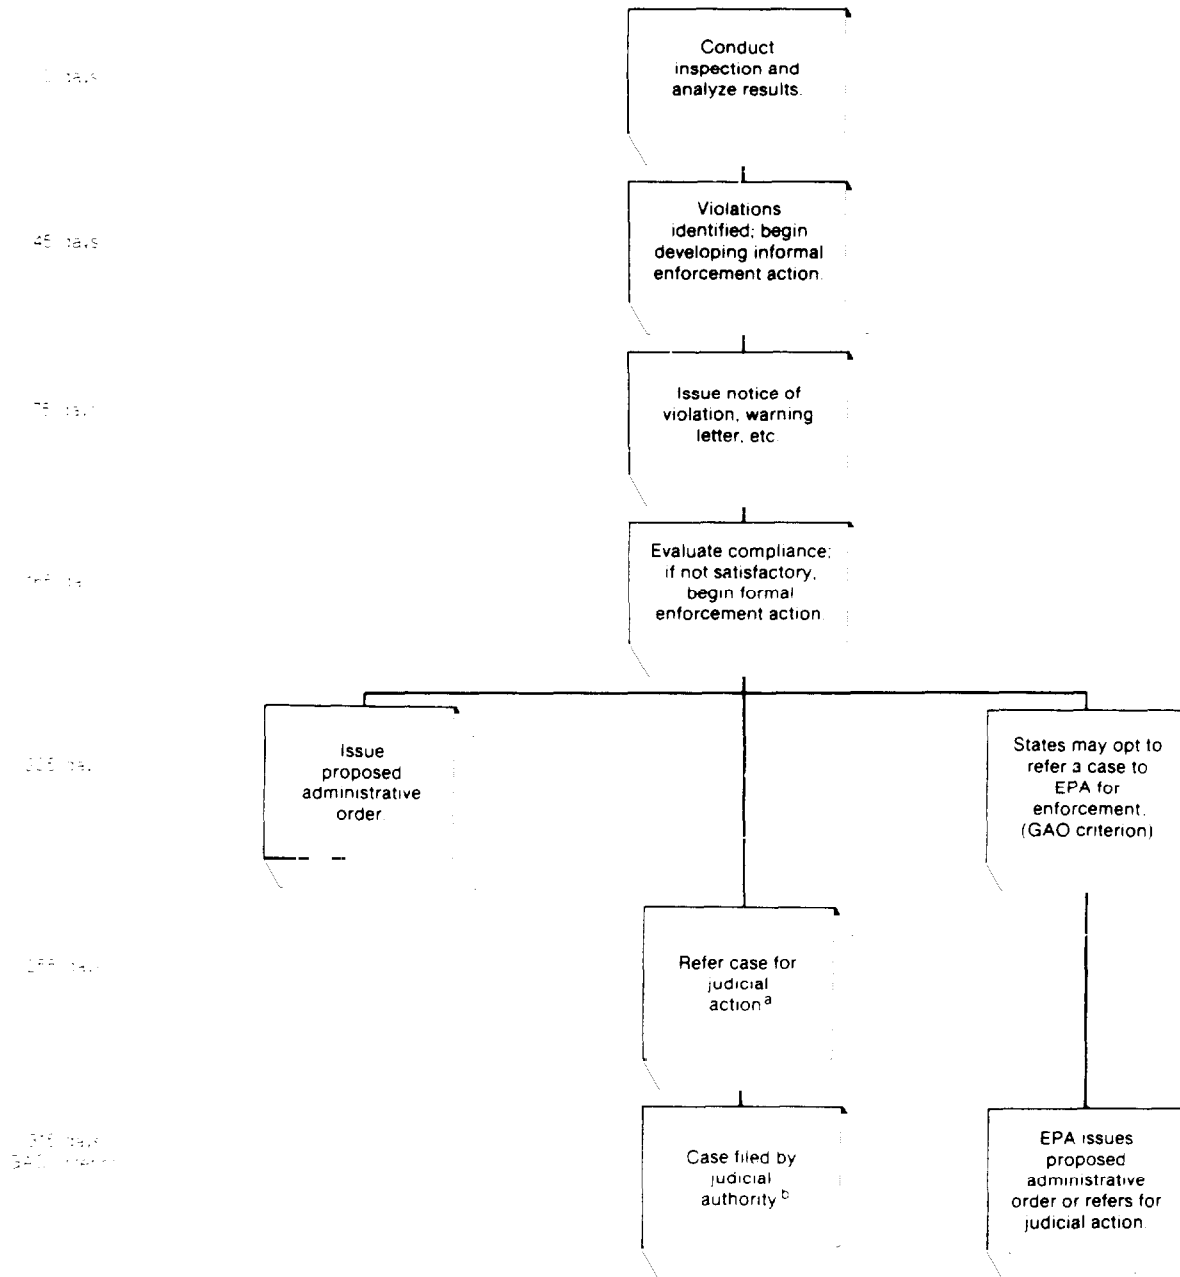 Conduct
inspection and
analyze results.
45 days
Violations
identified; begin
developing informal
enforcement action.
75 days
Issue notice of
violation, warning
letter, etc.
Evaluate compliance;
if not satisfactory,
begin formal
enforcement action.
Issue
proposed
administrative
order.
States may opt to
refer a case to
EPA for
enforcement.
(GAO criterion)
Refer case for
judicial
action a
Case filed by
judicial
authority b
EPA issues
proposed
administrative
order or refers for
judicial action.